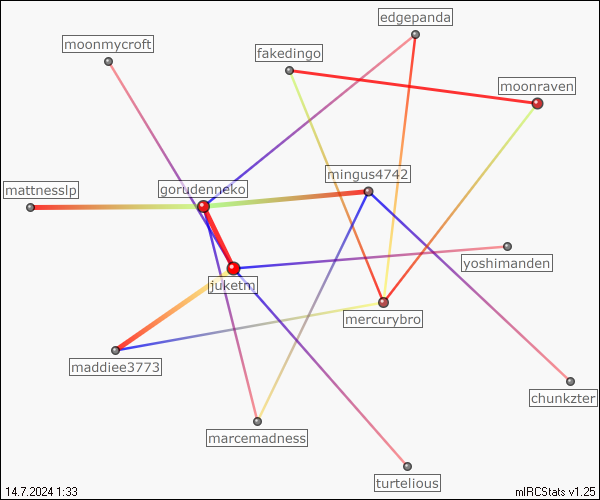 edgepanda
moonmycroft
fakedingo
moonraven
mingus4742
mattnesslp
gorudenneko
yoshimanden
juketm
mercurybro
maddiee3773
chunkzter
marcemadness
turtelious
14.7.2024 1:33
mIRCStats v1.25